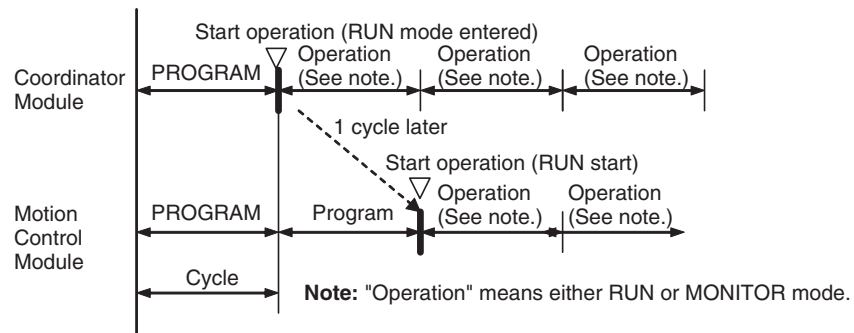 Start operation (RUN mode entered)
Coordinator
Module
PROGRAM
Operation
(See note.)
Operation
(See note.)
Operation
(See note.)
1 cycle later
Start operation (RUN start)
Motion
Control
Module
PROGRAM
Program
Operation
(See note.)
Operation
(See note.)
Cycle
Note: "Operation" means either RUN or MONITOR mode.